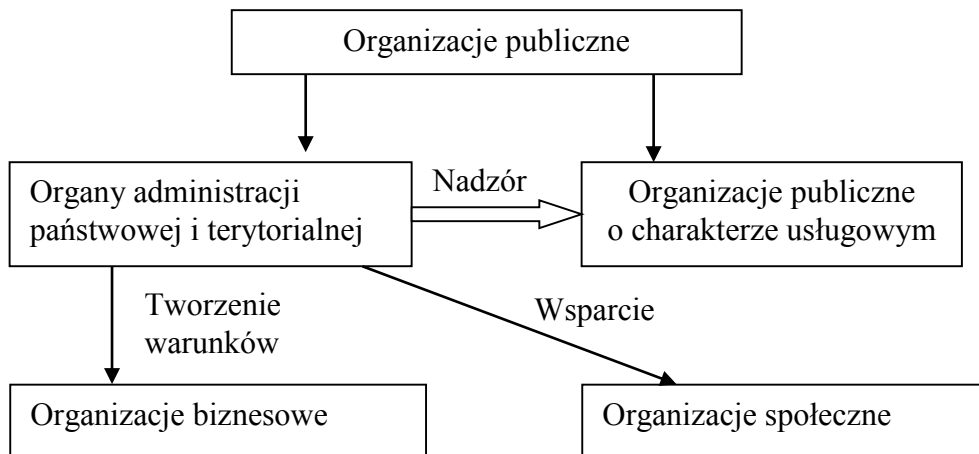 Organizacje publiczne
Organy administracji
państwowej i terytorialnej
Nadzór
Organizacje publiczne
o charakterze usługowym
Tworzenie
warunków
Wsparcie
Organizacje biznesowe
Organizacje społeczne